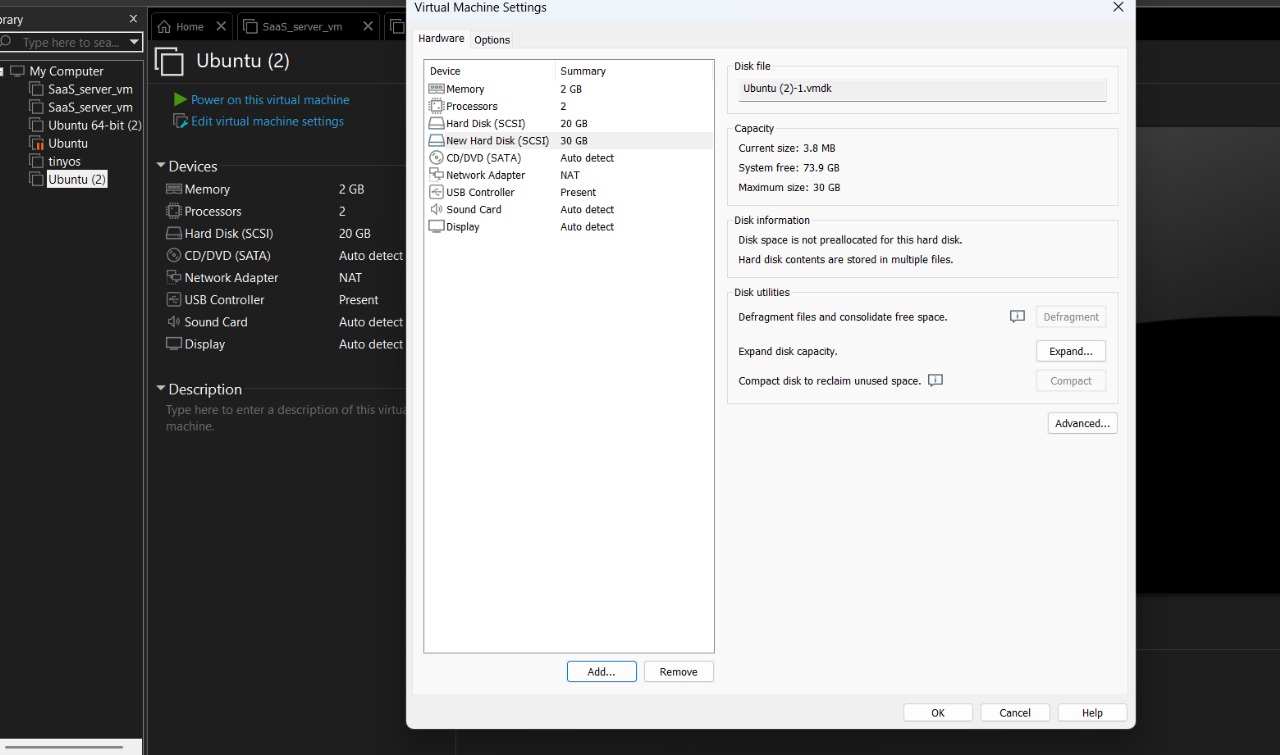 rary
Type here to sea...
My Computer
SaaS_server_vm
SaaS_server_vm
Ubuntu 64-bit (2)
Ubuntu
tinyos
Ubuntu (2)
Home
SaaS_server_vm
Ubuntu (2)
Power on this virtual machine
Edit virtual machine settings
Devices
Memory 2 GB
Processors 2
Hard Disk (SCSI) 20 GB
CD/DVD (SATA) Auto detect
Network Adapter NAT
USB Controller Present
Sound Card Auto detect
Display Auto detect
Description
Type here to enter a description of this virtua
machine.
Virtual Machine Settings
Hardware Options
Device Summary
Memory 2 GB
Processors 2
Hard Disk (SCSI) 20 GB
New Hard Disk (SCSI) 30 GB
CD/DVD (SATA) Auto detect
Network Adapter NAT
USB Controller Present
Sound Card Auto detect
Display Auto detect
Add... Remove
Disk file
Ubuntu (2)-1.vmdk
Capacity
Current size: 3.8 MB
System free: 73.9 GB
Maximum size: 30 GB
Disk information
Disk space is not preallocated for this hard disk.
Hard disk contents are stored in multiple files.
Disk utilities
Defragment files and consolidate free space. Defragment
Expand disk capacity. Expand...
Compact disk to reclaim unused space. Compact
Advanced...
OK Cancel Help